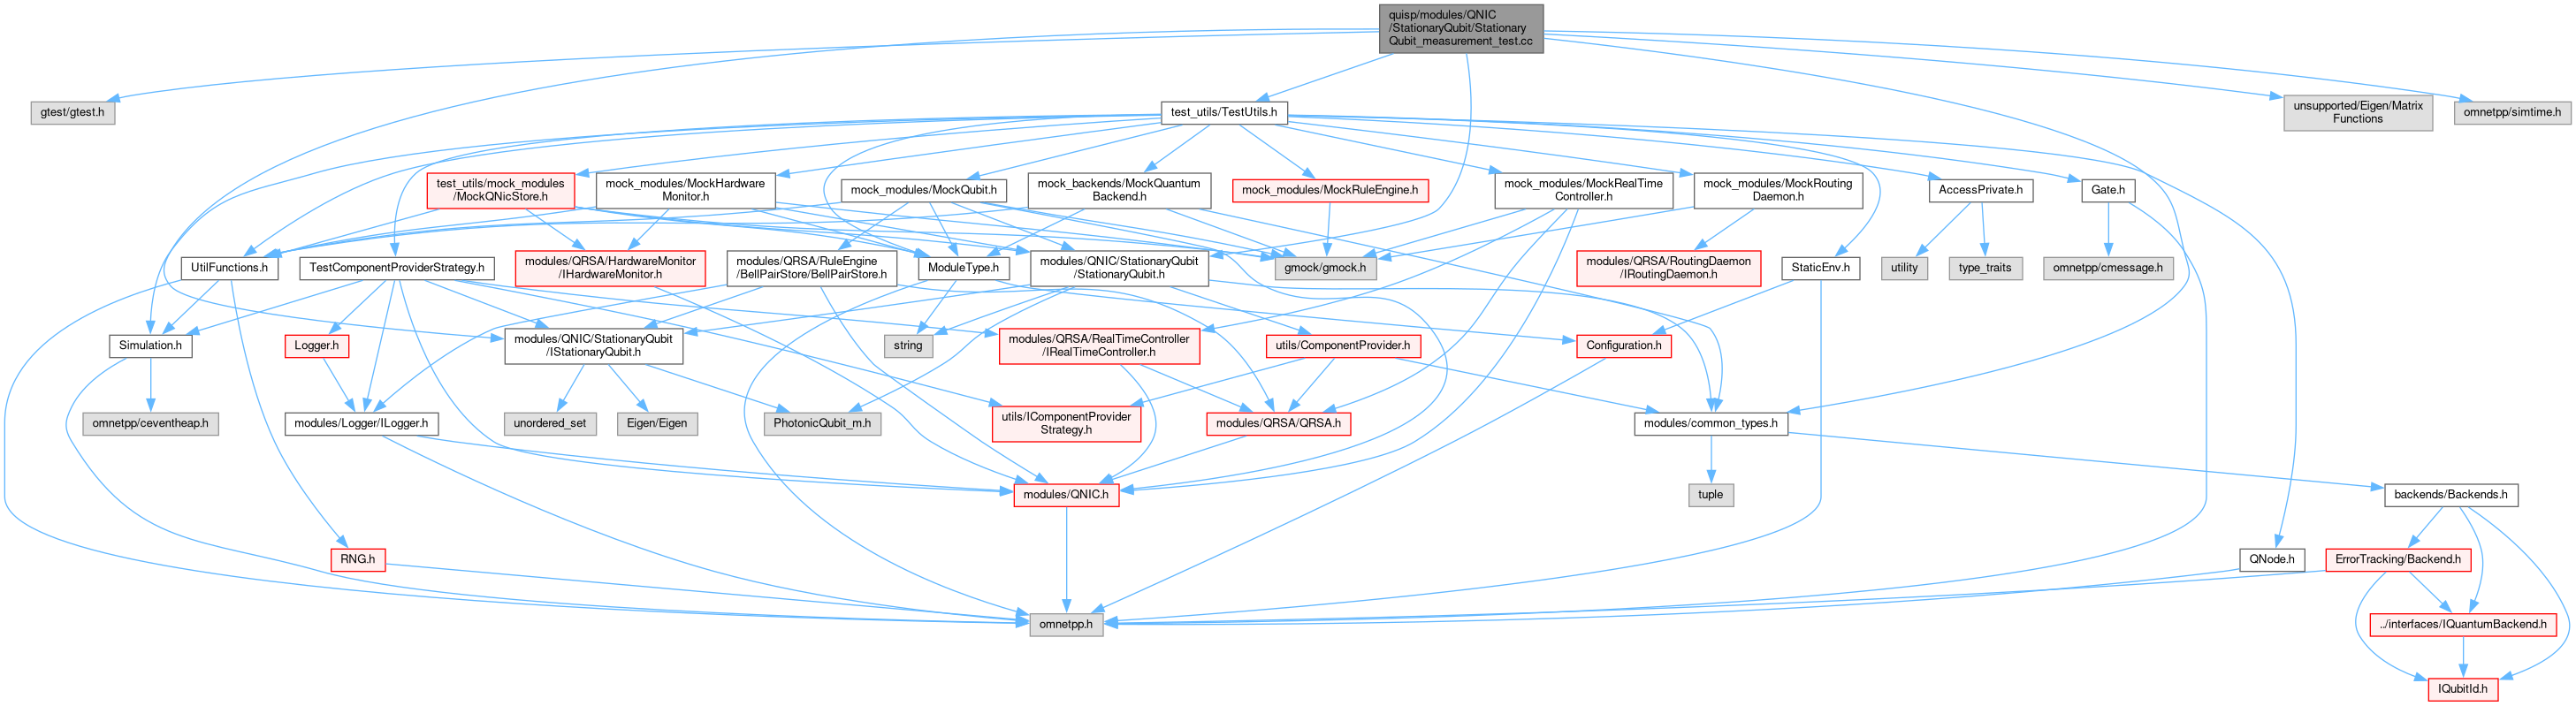 quisp/modules/QNIC
/StationaryQubit/Stationary
Qubit_measurement_test.cc
gtest/gtest.h
test_utils/TestUtils.h
unsupported/Eigen/Matrix
Functions
omnetpp/simtime.h
test_utils/mock_modules
/MockQNicStore.h
mock_modules/MockHardware
Monitor.h
mock_modules/MockQubit.h
mock_backends/MockQuantum
Backend.h
mock_modules/MockRuleEngine.h
mock_modules/MockRealTime
Controller.h
mock_modules/MockRouting
Daemon.h
AccessPrivate.h
Gate.h
UtilFunctions.h
TestComponentProviderStrategy.h
modules/QRSA/HardwareMonitor
/IHardwareMonitor.h
modules/QRSA/RuleEngine
/BellPairStore/BellPairStore.h
ModuleType.h
modules/QNIC/StationaryQubit
/StationaryQubit.h
gmock/gmock.h
modules/QRSA/RoutingDaemon
/IRoutingDaemon.h
StaticEnv.h
utility
type_traits
omnetpp/cmessage.h
Simulation.h
Logger.h
modules/QNIC/StationaryQubit
/IStationaryQubit.h
string
modules/QRSA/RealTimeController
/IRealTimeController.h
utils/ComponentProvider.h
Configuration.h
omnetpp/ceventheap.h
modules/Logger/ILogger.h
unordered_set
Eigen/Eigen
PhotonicQubit_m.h
utils/IComponentProvider
Strategy.h
modules/QRSA/QRSA.h
modules/common_types.h
modules/QNIC.h
tuple
backends/Backends.h
RNG.h
QNode.h
ErrorTracking/Backend.h
omnetpp.h
../interfaces/IQuantumBackend.h
IQubitId.h